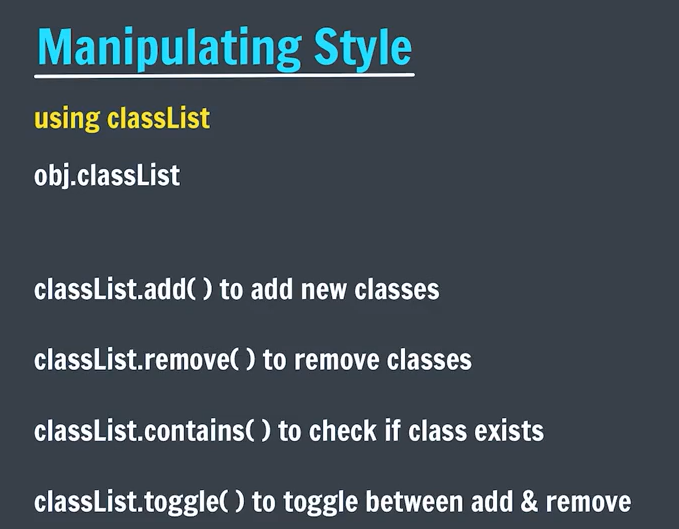 Manipulating Style
using classList
obj.classList
classList.add( ) to add new classes
classList.remove( ) to remove classes
classList.contains( ) to check if class exists
classList.toggle( ) to toggle between add & remove